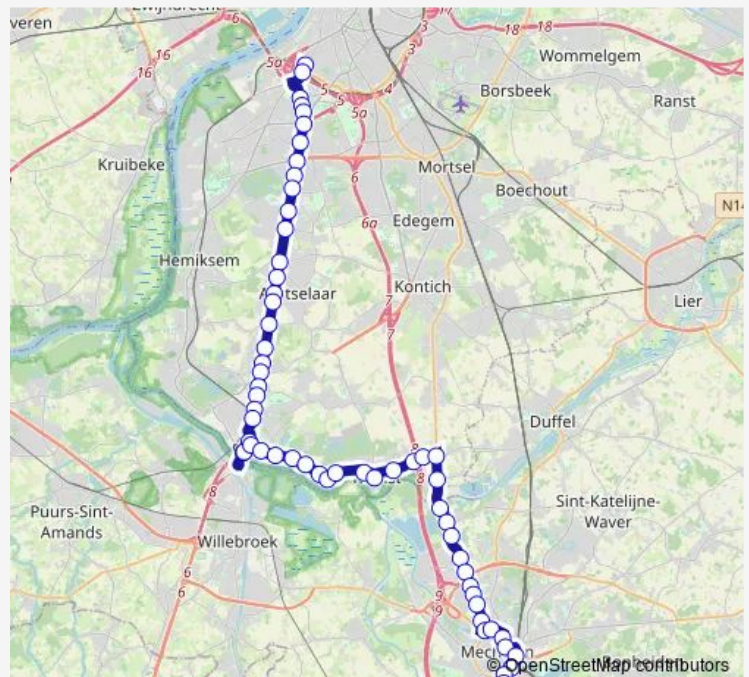 6
18
18
3
veren
16
16
5a
3
Wommelgem
5
4
5
5a
Borsbeek
Ranst
Kruibeke
6
Mortsel
Boechout
N14
6a
Edegem
Hemiksem
Kontich
Lier
7
7
Duffel
8
8
8
Sint-Katelijne-
Waver
Puurs-Sint-
Amands
Willebroek
6
6
9
9
© OpenStreetMap contributors